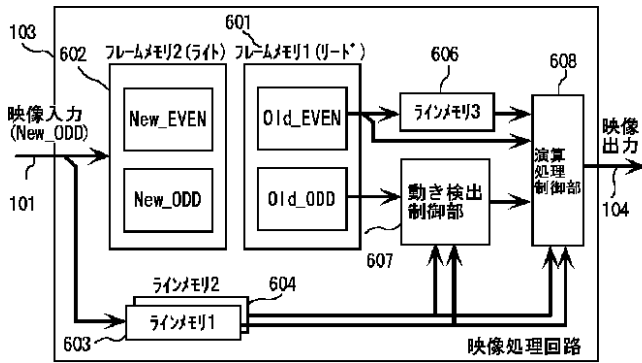 103
602
フレームメモリ2(ライト)
601
フレームメモリ1(リード)
606
608
映像入力
(New_ODD)
101
New_EVEN
New_ODD
Old_EVEN
Old_ODD
ラインメモリ3
動き検出
制御部
607
演算
処理
制御部
映像
出力
104
ラインメモリ2
604
ラインメモリ1
603
映像処理回路